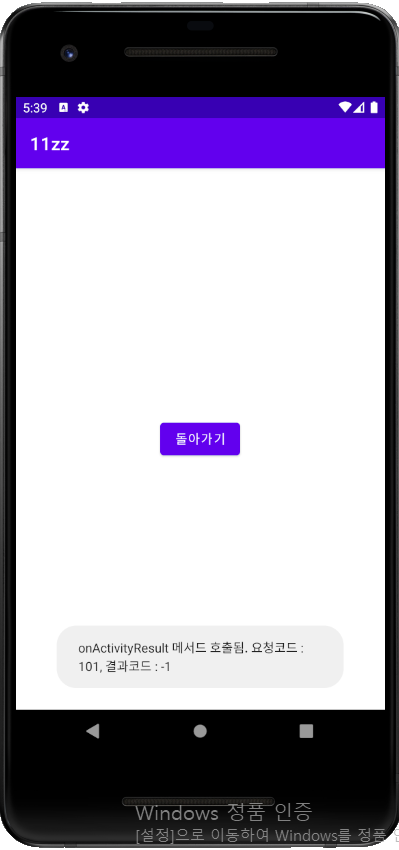 5:39
11zz
돌아가기
onActivityResult 메서드 호출됨. 요청코드 :
101, 결과코드 : -1
Windows 정품 인증
[설정]으로 이동하여 Windows를 정품